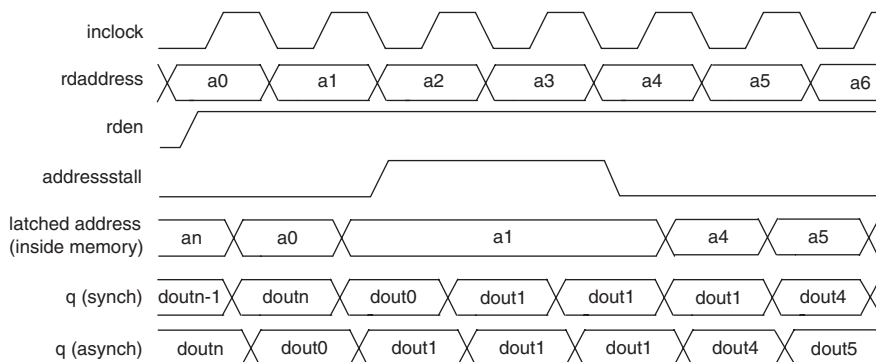 inclock
rdaddress a0 a1 a2 a3 a4 a5 a6
rden
addressstall
latched address
(inside memory) an a0 a1 a4 a5
q (synch) doutn-1 doutn dout0 dout1 dout1 dout1 dout4
q (asynch) doutn dout0 dout1 dout1 dout1 dout4 dout5